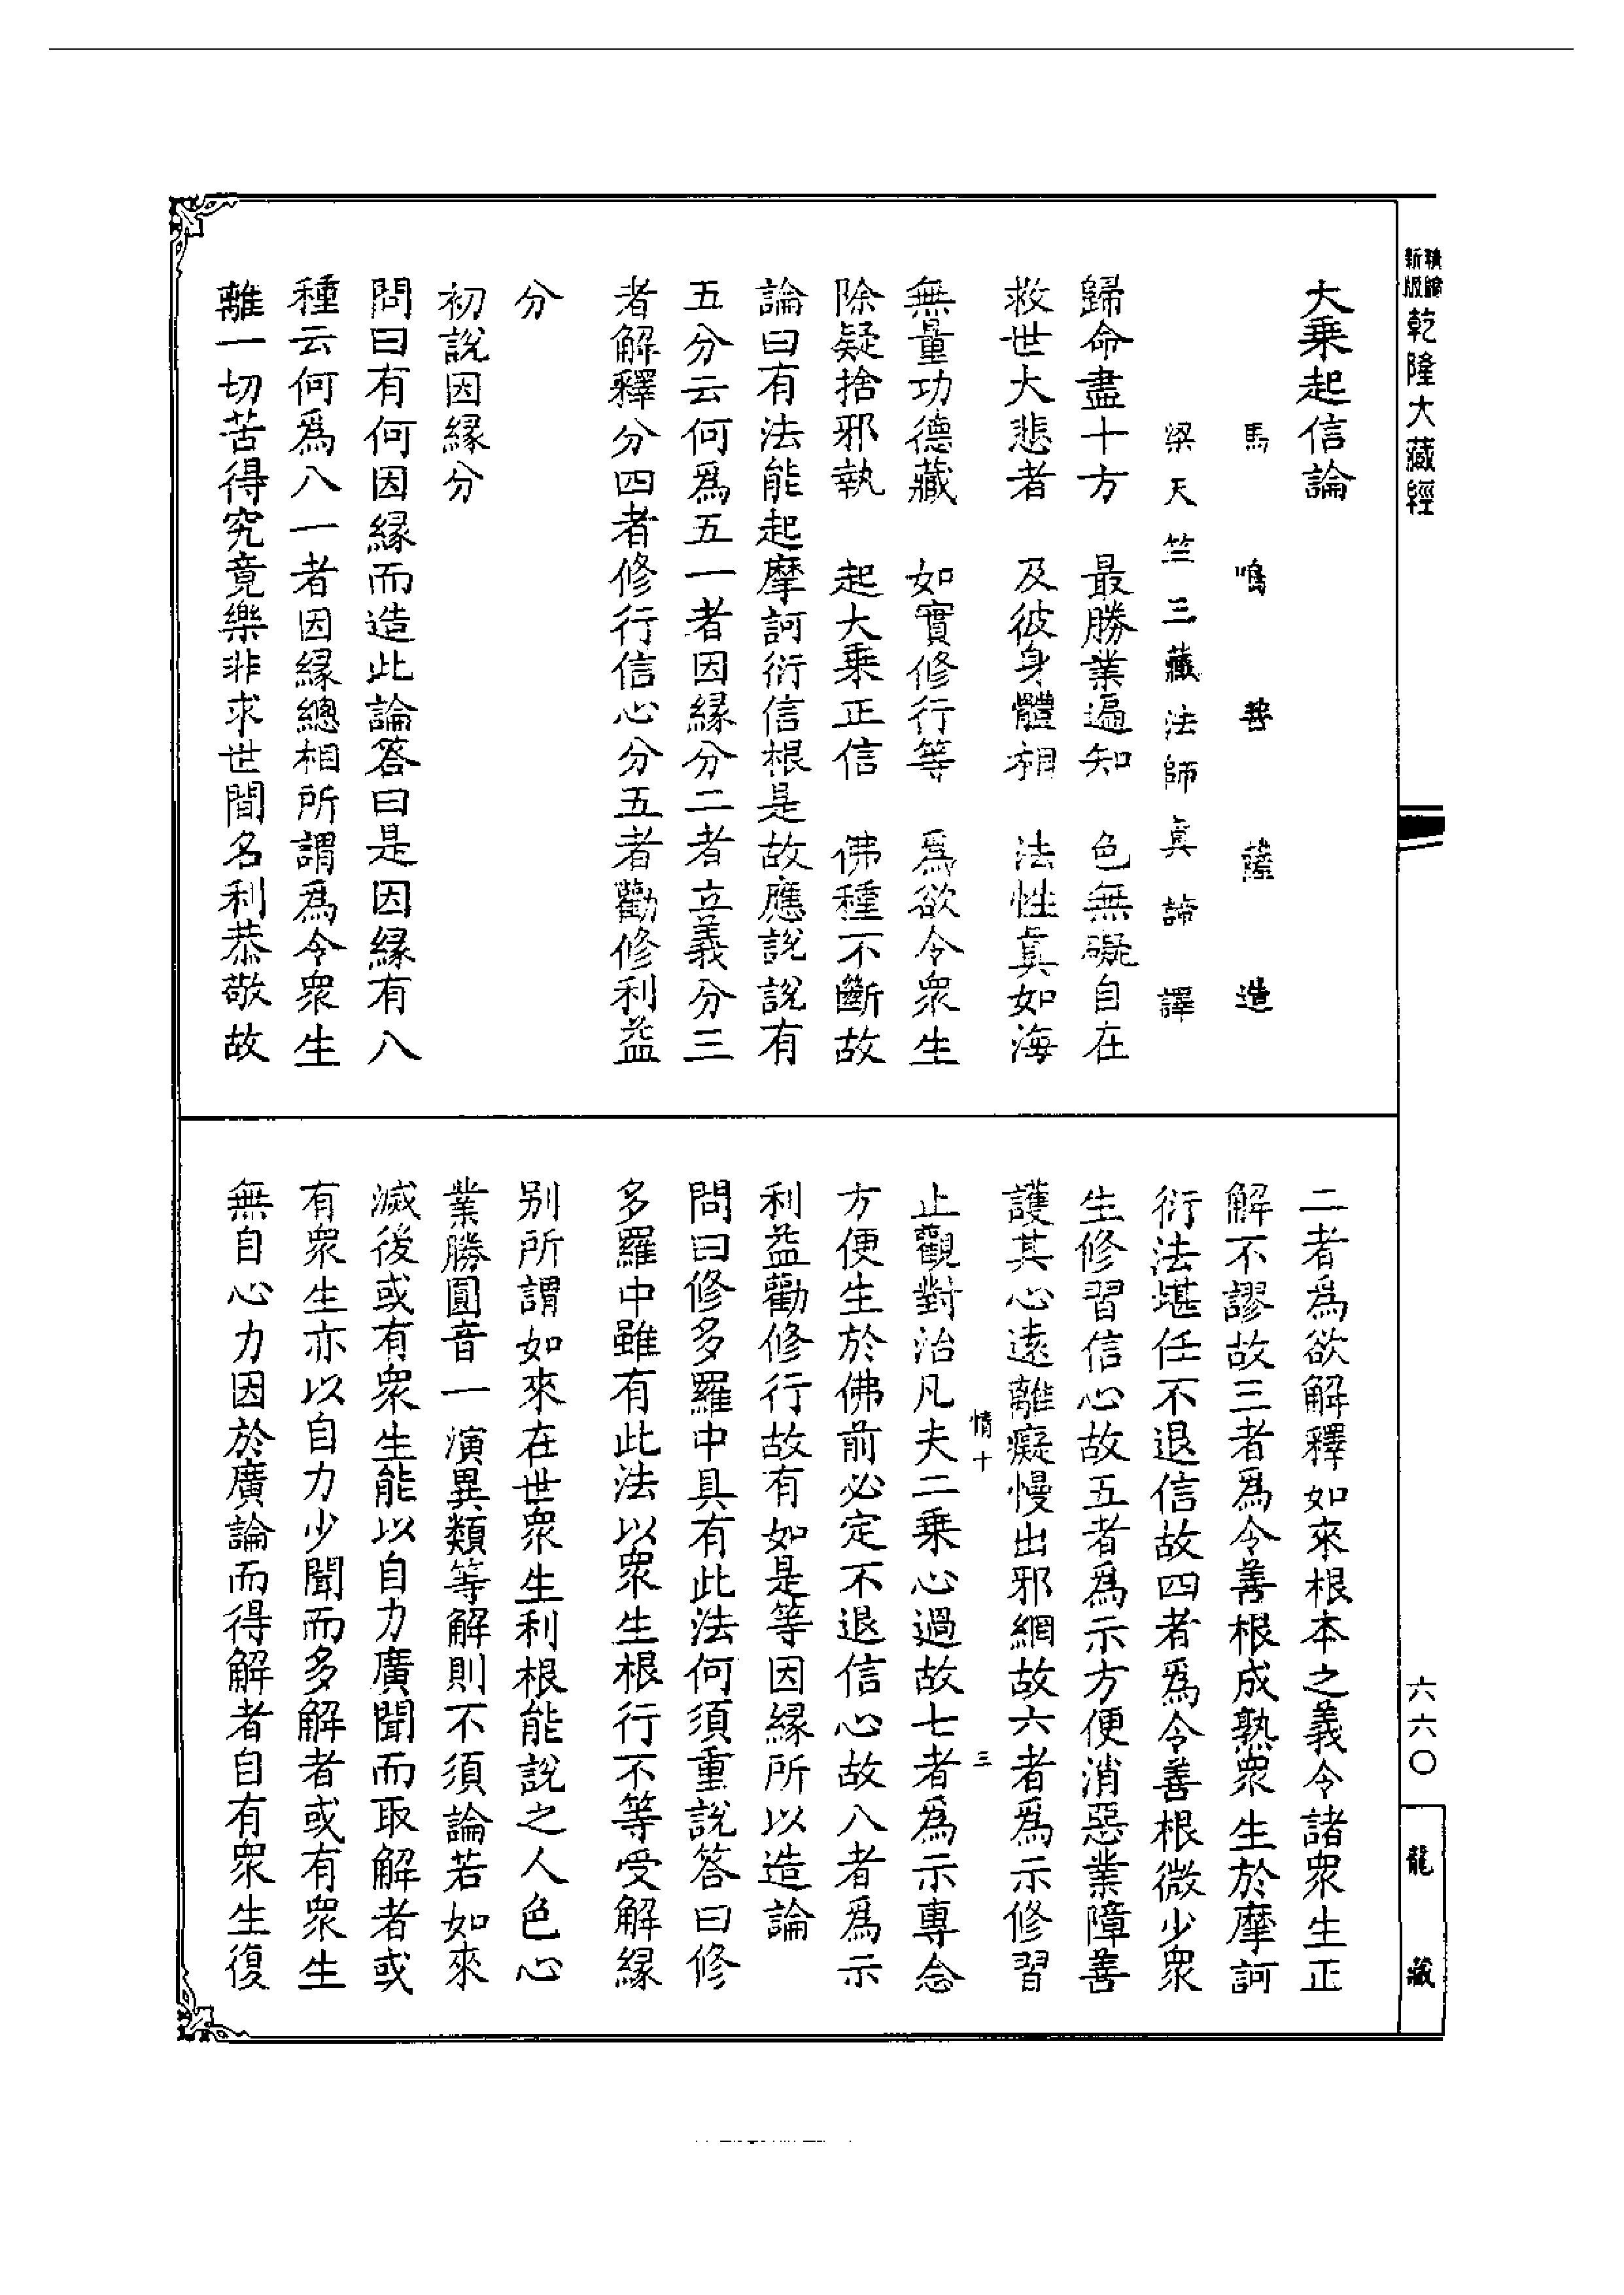 新版
乾隆大藏經
大乗起信論
馬鳴菩薩造
梁天竺三藏法師真諦譯
歸命盡十方　最勝業遍知　色無礙自在
救世大悲者　及彼身體相　法性真如海
無量功德藏　如實修行等　爲欲令衆生
除疑捨邪執　起大乗正信　佛種不斷故
論曰有法能起摩訶衍信根是故應說說有
五分云何爲五一者因縁分二者立義分三
者解釋分四者修行信心分五者勸修利益
分
初說因縁分
問曰有何因縁而造此論答曰是因縁有八
種云何爲八一者因縁總相所謂爲令衆生
離一切苦得究竟樂非求世間名利恭敬故
二者爲欲解釋如來根本之義令諸衆生正
解不謬故三者爲令善根成熟衆生於摩訶
衍法堪任不退信故四者爲令善根微少衆
生修習信心故五者爲示方便消惡業障善
護其心遠離癡慢出邪網故六者爲示修習
情十
三
止觀對治凡夫二乗心過故七者爲示專念
方便生於佛前必定不退信心故八者爲示
利益勸修行故有如是等因縁所以造論
問曰修多羅中具有此法何須重說答曰修
多羅中雖有此法以衆生根行不等受解縁
别所謂如來在世衆生利根能說之人色心
業勝圓音一演異類等解則不須論若如來
滅後或有衆生能以自力廣聞而取解者或
有衆生亦以自力少聞而多解者或有衆生
無自心力因於廣論而得解者自有衆生復
六六〇
龍藏